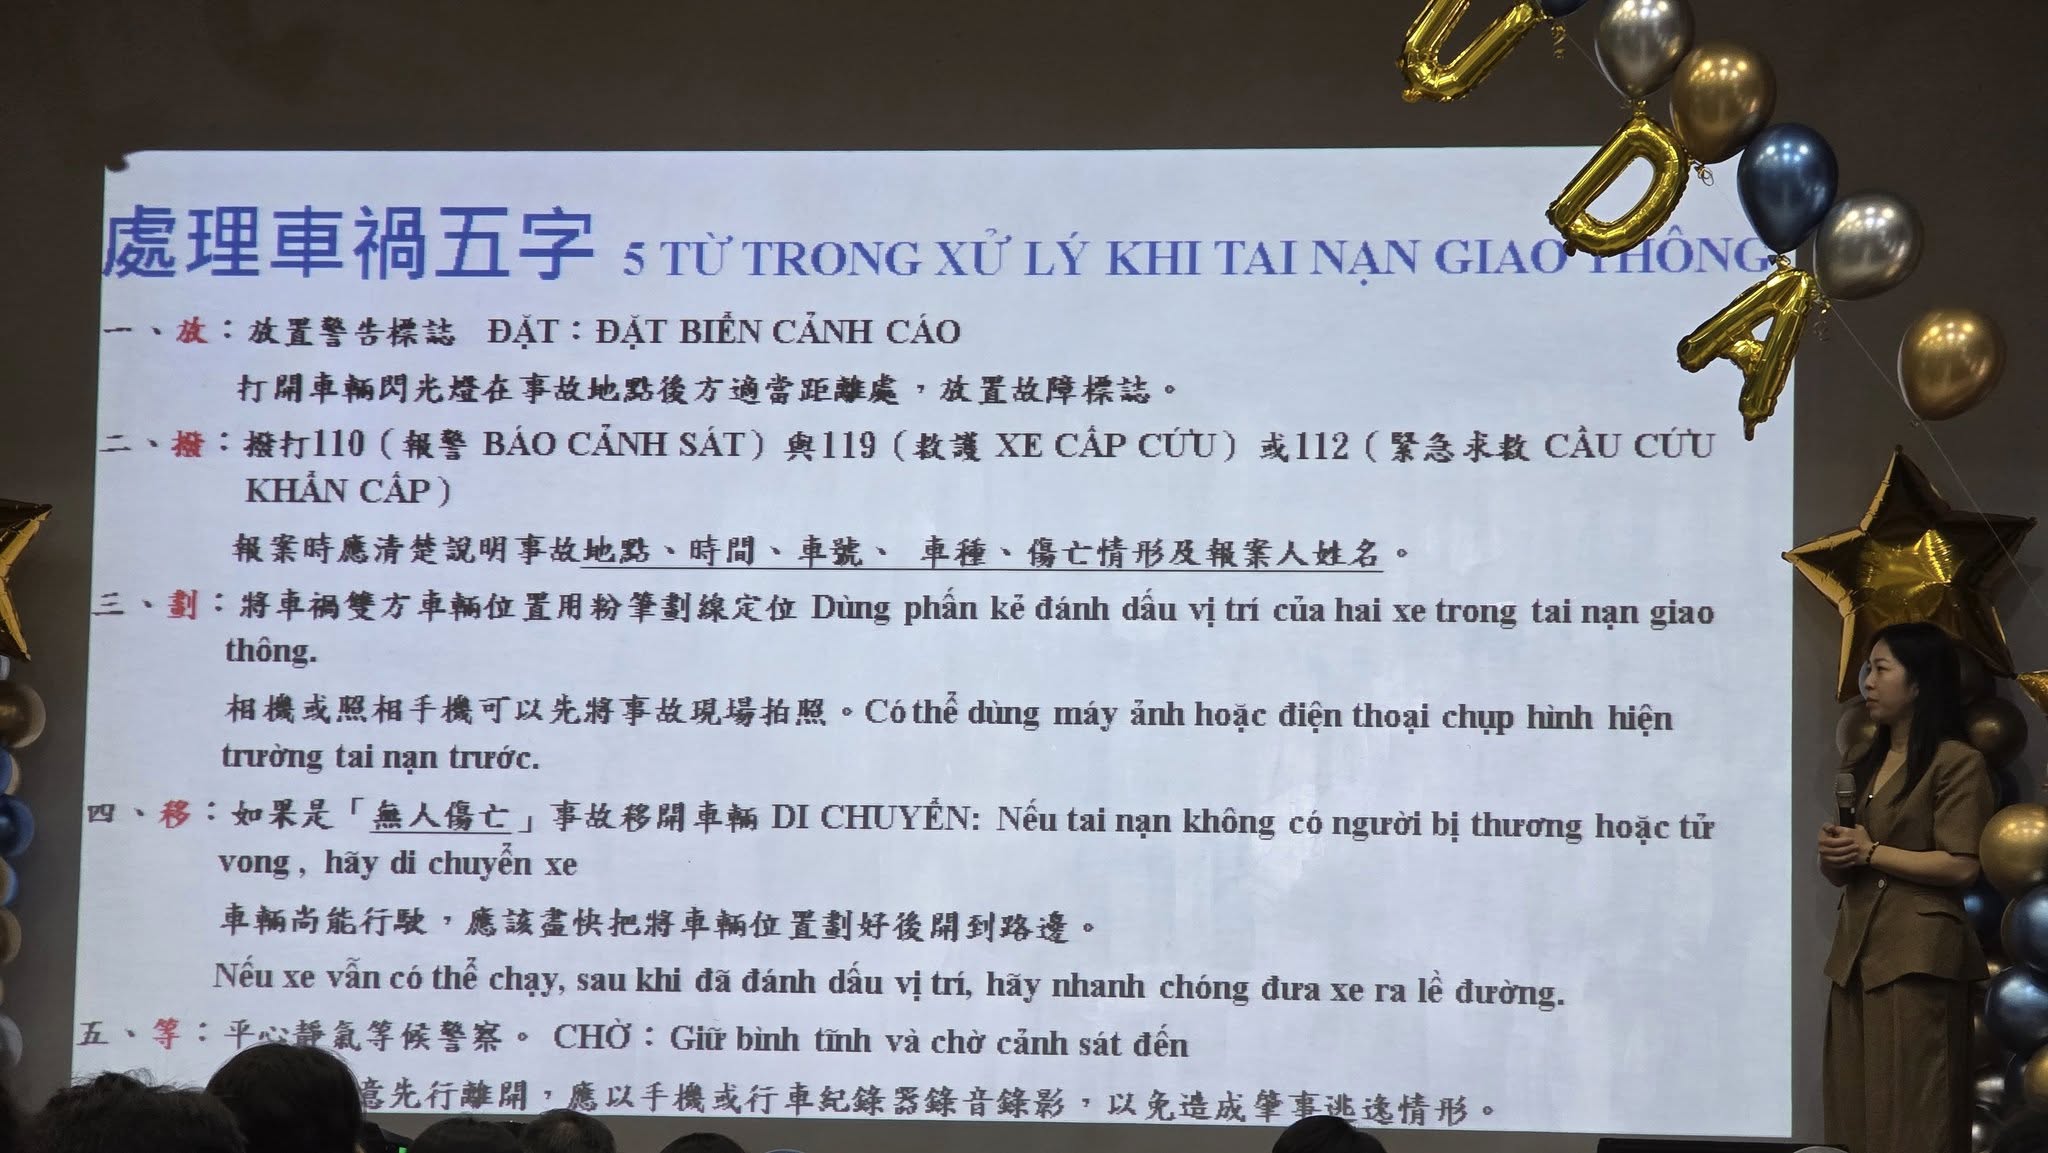 UDA
處理車禍五字 5 TỪ TRONG XỬ LÝ KHI TAI NẠN GIAO THÔNG
一、放：放置警告標誌 ĐẶT：ĐẶT BIỂN CẢNH CÁO
打開車輛閃光燈在事故地點後方適當距離處，放置故障標誌。
二、撥：撥打110（報警 BÁO CẢNH SÁT）與119（救護 XE CẤP CỨU）或112（緊急求救 CẦU CỨU
KHẨN CẤP）
報案時應清楚說明事故地點、時間、車號、 車種、傷亡情形及報案人姓名。
三、劃：將車禍雙方車輛位置用粉筆劃線定位 Dùng phấn kẻ đánh dấu vị trí của hai xe trong tai nạn giao
thông.
相機或照相手機可以先將事故現場拍照。Có thể dùng máy ảnh hoặc điện thoại chụp hình hiện
trường tai nạn trước.
四、移：如果是「無人傷亡」事故移開車輛 DI CHUYỂN: Nếu tai nạn không có người bị thương hoặc tử
vong , hãy di chuyển xe
車輛尚能行駛，應該盡快把將車輛位置劃好後開到路邊。
Nếu xe vẫn có thể chạy, sau khi đã đánh dấu vị trí, hãy nhanh chóng đưa xe ra lề đường.
五、等：平心靜氣等候警察。 CHỜ：Giữ bình tĩnh và chờ cảnh sát đến
意先行離開，應以手機或行車紀錄器錄音錄影，以免造成肇事逃逸情形。